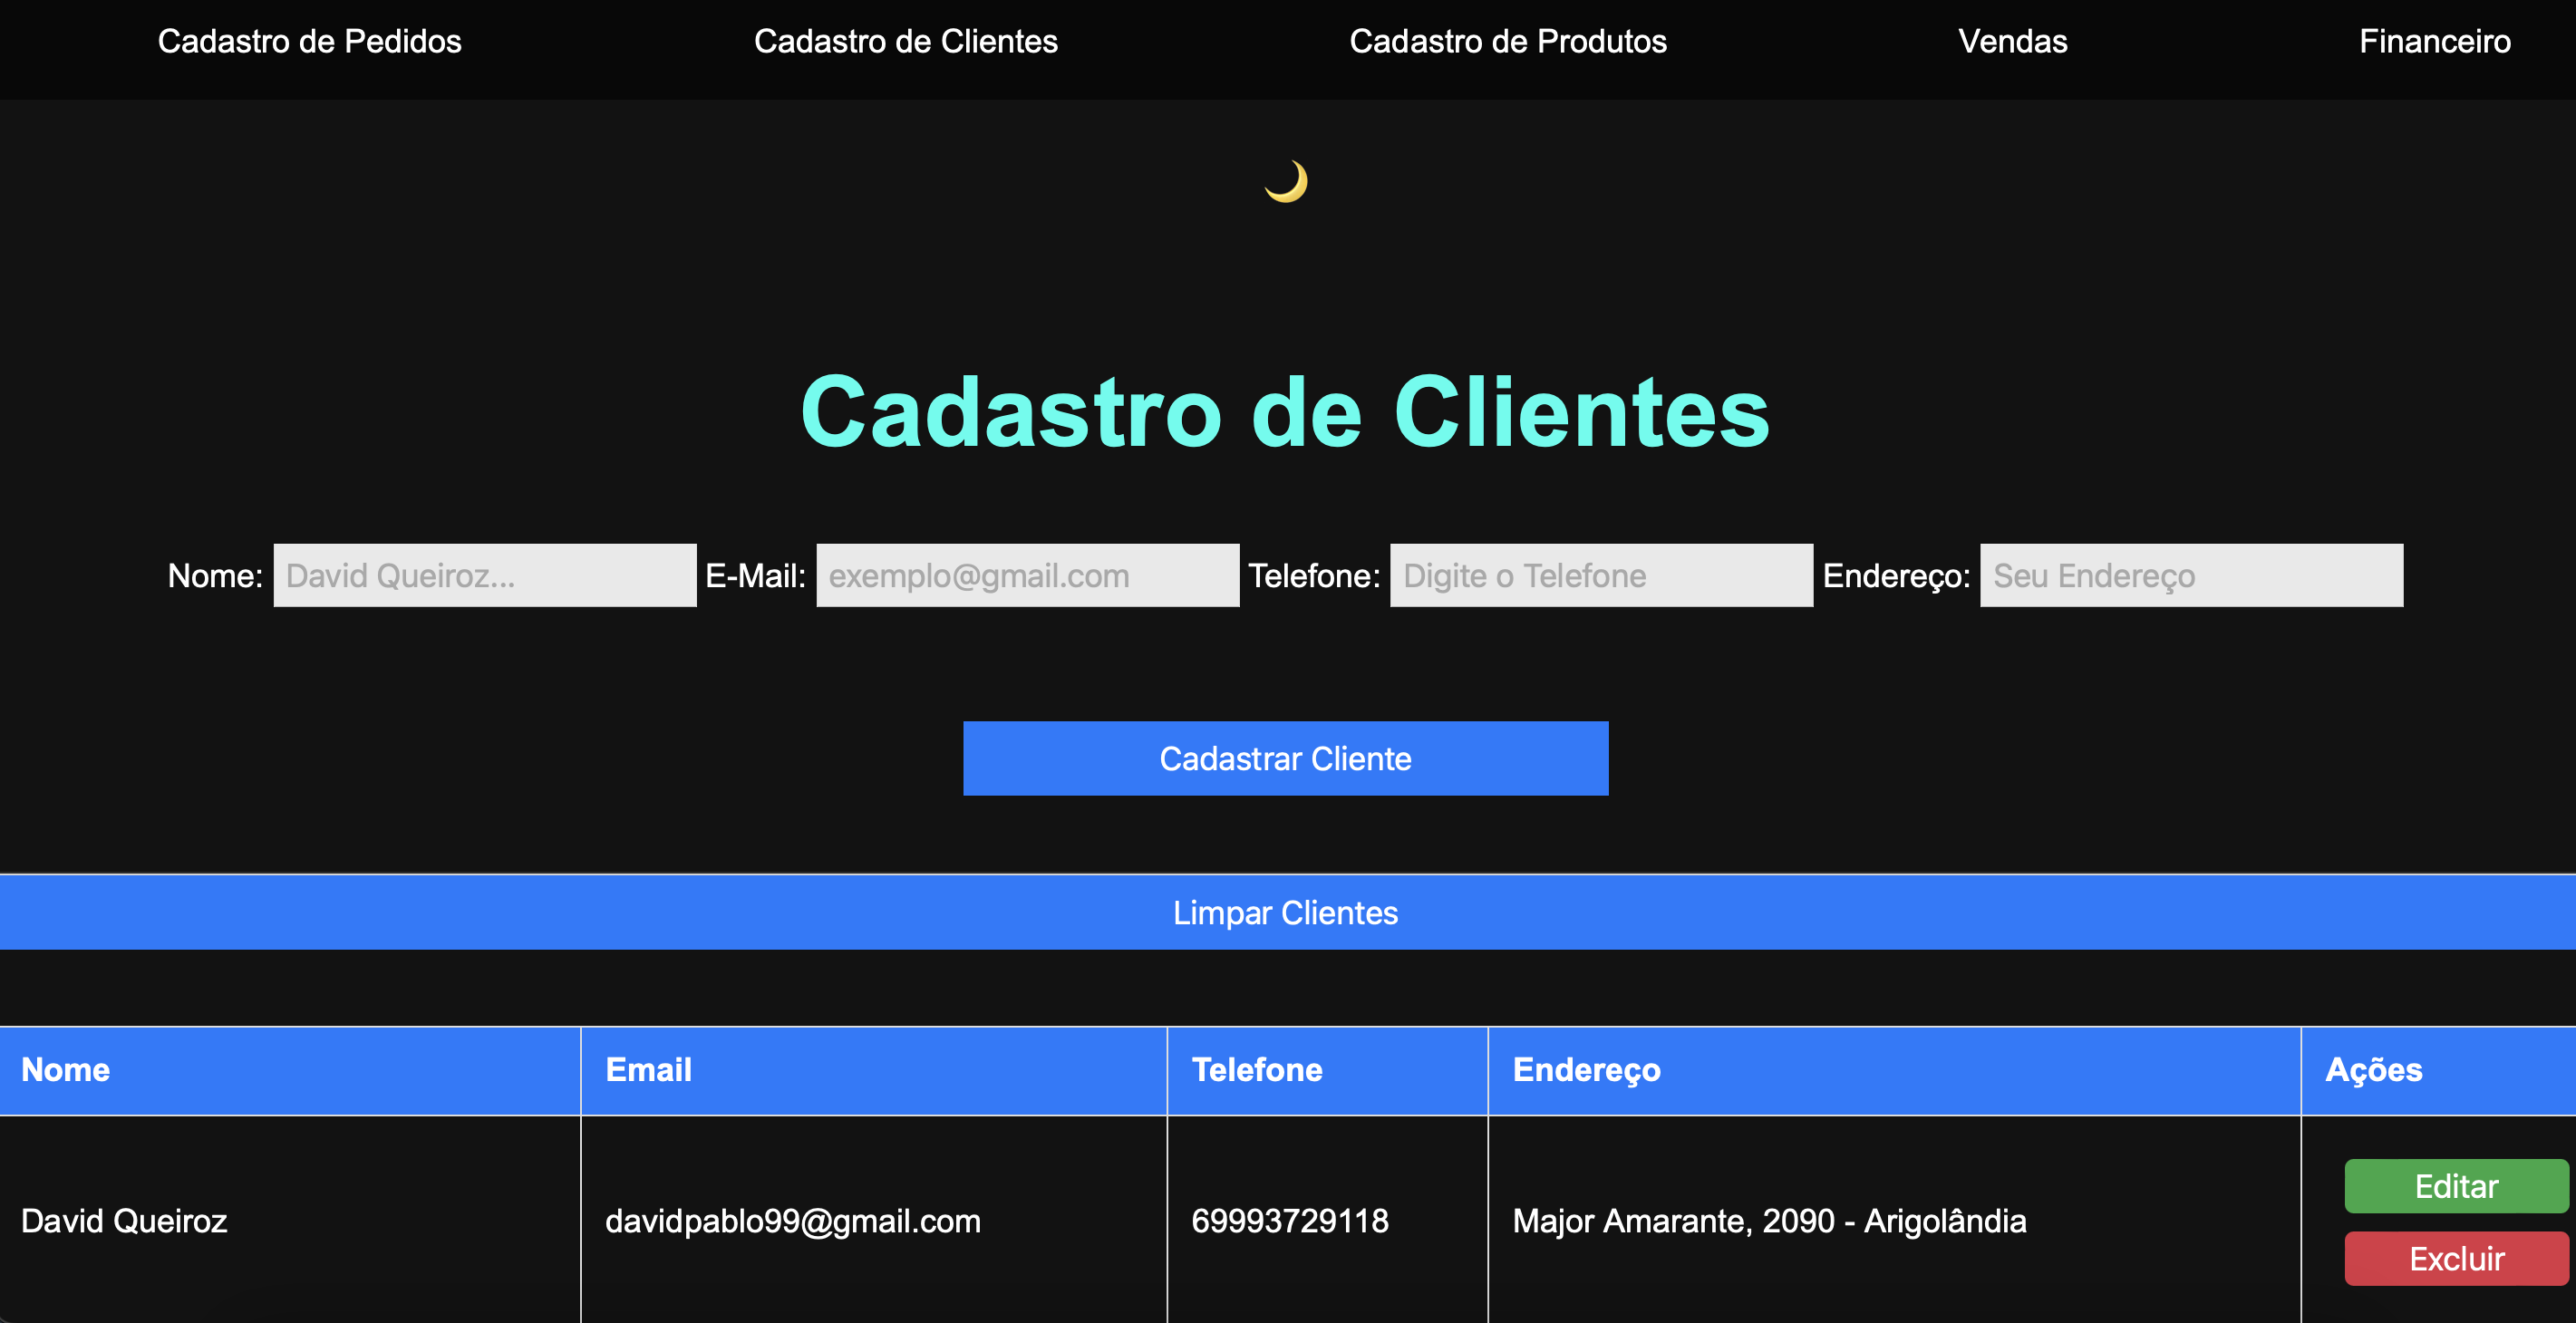 Cadastro de Pedidos Cadastro de Clientes Cadastro de Produtos Vendas Financeiro
Cadastro de Clientes
Nome: David Queiroz... E-Mail: exemplo@gmail.com Telefone: Digite o Telefone Endereço: Seu Endereço
Cadastrar Cliente
Limpar Clientes
Nome Email Telefone Endereço Ações
David Queiroz davidpablo99@gmail.com 69993729118 Major Amarante, 2090 - Arigolândia Editar
Excluir